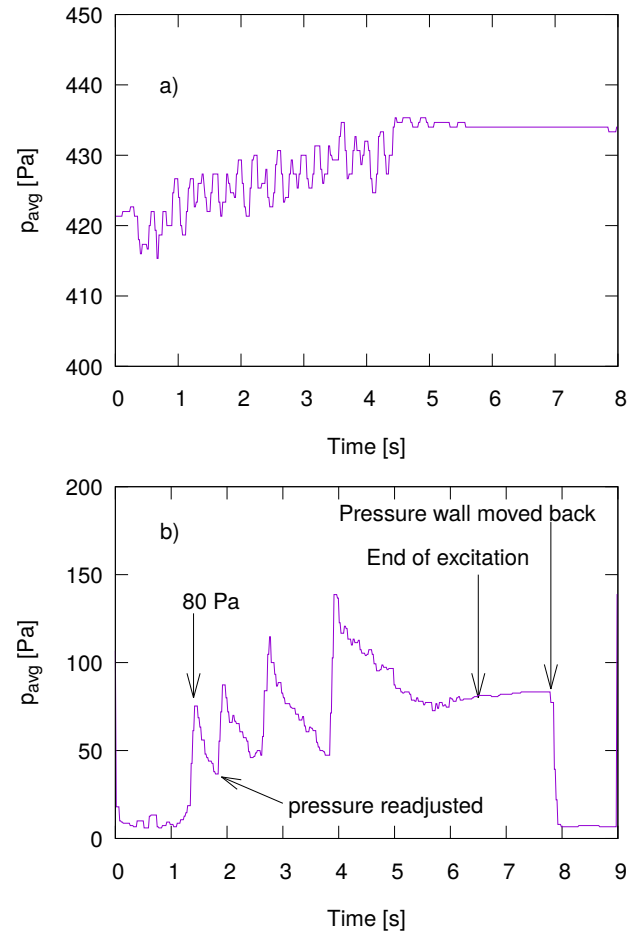 450
a)
440
430
420
410
400
p_avg [Pa]
0 1 2 3 4 5 6 7 8
Time [s]
200
b)
Pressure wall moved back
End of excitation
150
80 Pa
100
50
pressure readjusted
0
p_avg [Pa]
0 1 2 3 4 5 6 7 8 9
Time [s]